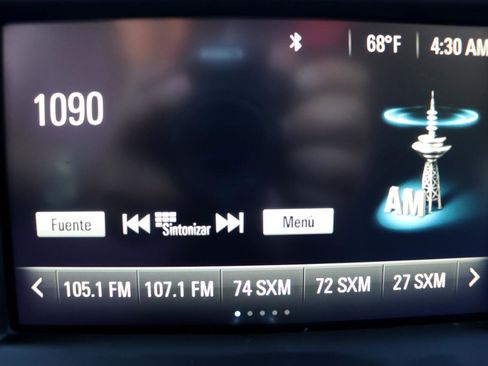 68°F 4:30 AM
1090
AM
Fuente Sintonizar Menú
105.1 FM 107.1 FM 74 SXM 72 SXM 27 SXM